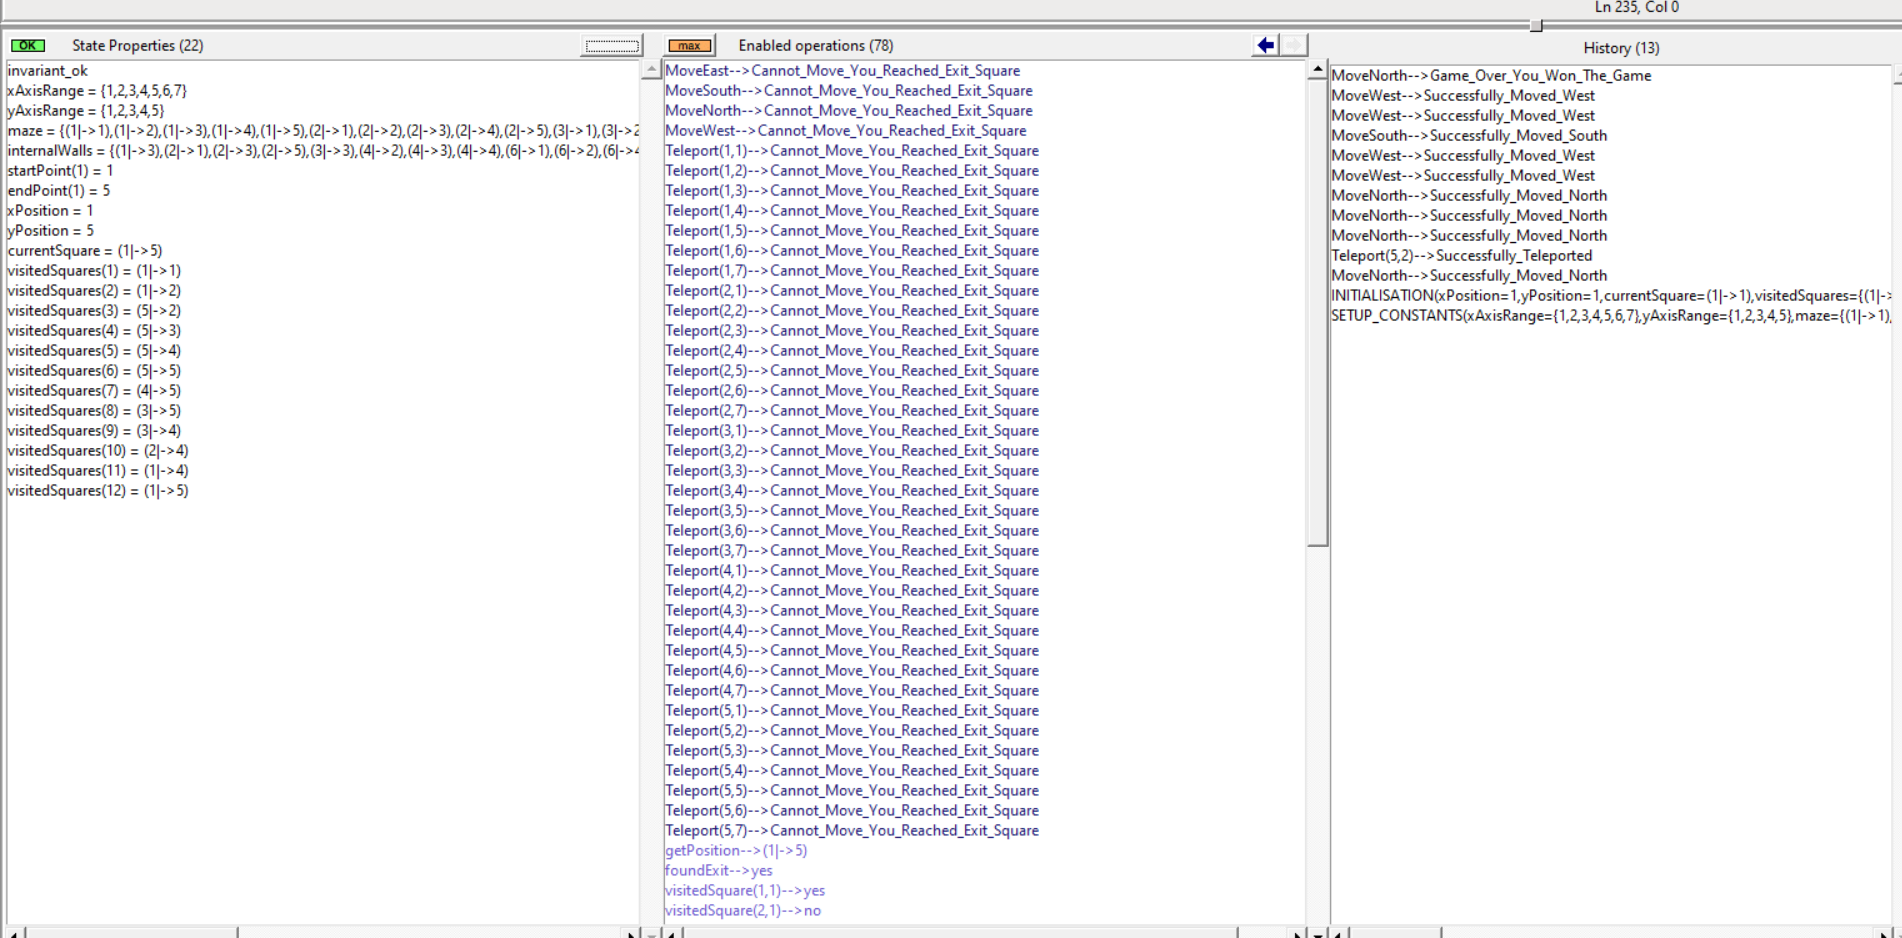 Ln 235, Col 0
OK State Properties (22)
invariant_ok
xAxisRange = {1,2,3,4,5,6,7}
yAxisRange = {1,2,3,4,5}
maze = {(1|->1),(1|->2),(1|->3),(1|->4),(1|->5),(2|->1),(2|->2),(2|->3),(2|->4),(2|->5),(3|->1),(3|->2
internalWalls = {(1|->3),(2|->1),(2|->3),(2|->5),(3|->3),(4|->2),(4|->3),(4|->4),(6|->1),(6|->2),(6|->4
startPoint(1) = 1
endPoint(1) = 5
xPosition = 1
yPosition = 5
currentSquare = (1|->5)
visitedSquares(1) = (1|->1)
visitedSquares(2) = (1|->2)
visitedSquares(3) = (5|->2)
visitedSquares(4) = (5|->3)
visitedSquares(5) = (5|->4)
visitedSquares(6) = (5|->5)
visitedSquares(7) = (4|->5)
visitedSquares(8) = (3|->5)
visitedSquares(9) = (3|->4)
visitedSquares(10) = (2|->4)
visitedSquares(11) = (1|->4)
visitedSquares(12) = (1|->5)
max Enabled operations (78)
MoveEast-->Cannot_Move_You_Reached_Exit_Square
MoveSouth-->Cannot_Move_You_Reached_Exit_Square
MoveNorth-->Cannot_Move_You_Reached_Exit_Square
MoveWest-->Cannot_Move_You_Reached_Exit_Square
Teleport(1,1)-->Cannot_Move_You_Reached_Exit_Square
Teleport(1,2)-->Cannot_Move_You_Reached_Exit_Square
Teleport(1,3)-->Cannot_Move_You_Reached_Exit_Square
Teleport(1,4)-->Cannot_Move_You_Reached_Exit_Square
Teleport(1,5)-->Cannot_Move_You_Reached_Exit_Square
Teleport(1,6)-->Cannot_Move_You_Reached_Exit_Square
Teleport(1,7)-->Cannot_Move_You_Reached_Exit_Square
Teleport(2,1)-->Cannot_Move_You_Reached_Exit_Square
Teleport(2,2)-->Cannot_Move_You_Reached_Exit_Square
Teleport(2,3)-->Cannot_Move_You_Reached_Exit_Square
Teleport(2,4)-->Cannot_Move_You_Reached_Exit_Square
Teleport(2,5)-->Cannot_Move_You_Reached_Exit_Square
Teleport(2,6)-->Cannot_Move_You_Reached_Exit_Square
Teleport(2,7)-->Cannot_Move_You_Reached_Exit_Square
Teleport(3,1)-->Cannot_Move_You_Reached_Exit_Square
Teleport(3,2)-->Cannot_Move_You_Reached_Exit_Square
Teleport(3,3)-->Cannot_Move_You_Reached_Exit_Square
Teleport(3,4)-->Cannot_Move_You_Reached_Exit_Square
Teleport(3,5)-->Cannot_Move_You_Reached_Exit_Square
Teleport(3,6)-->Cannot_Move_You_Reached_Exit_Square
Teleport(3,7)-->Cannot_Move_You_Reached_Exit_Square
Teleport(4,1)-->Cannot_Move_You_Reached_Exit_Square
Teleport(4,2)-->Cannot_Move_You_Reached_Exit_Square
Teleport(4,3)-->Cannot_Move_You_Reached_Exit_Square
Teleport(4,4)-->Cannot_Move_You_Reached_Exit_Square
Teleport(4,5)-->Cannot_Move_You_Reached_Exit_Square
Teleport(4,6)-->Cannot_Move_You_Reached_Exit_Square
Teleport(4,7)-->Cannot_Move_You_Reached_Exit_Square
Teleport(5,1)-->Cannot_Move_You_Reached_Exit_Square
Teleport(5,2)-->Cannot_Move_You_Reached_Exit_Square
Teleport(5,3)-->Cannot_Move_You_Reached_Exit_Square
Teleport(5,4)-->Cannot_Move_You_Reached_Exit_Square
Teleport(5,5)-->Cannot_Move_You_Reached_Exit_Square
Teleport(5,6)-->Cannot_Move_You_Reached_Exit_Square
Teleport(5,7)-->Cannot_Move_You_Reached_Exit_Square
getPosition-->(1|->5)
foundExit-->yes
visitedSquare(1,1)-->yes
visitedSquare(2,1)-->no
History (13)
MoveNorth-->Game_Over_You_Won_The_Game
MoveWest-->Successfully_Moved_West
MoveWest-->Successfully_Moved_West
MoveSouth-->Successfully_Moved_South
MoveWest-->Successfully_Moved_West
MoveWest-->Successfully_Moved_West
MoveNorth-->Successfully_Moved_North
MoveNorth-->Successfully_Moved_North
MoveNorth-->Successfully_Moved_North
Teleport(5,2)-->Successfully_Teleported
MoveNorth-->Successfully_Moved_North
INITIALISATION(xPosition=1,yPosition=1,currentSquare=(1|->1),visitedSquares={(1|->
SETUP_CONSTANTS(xAxisRange={1,2,3,4,5,6,7},yAxisRange={1,2,3,4,5},maze={(1|->1),